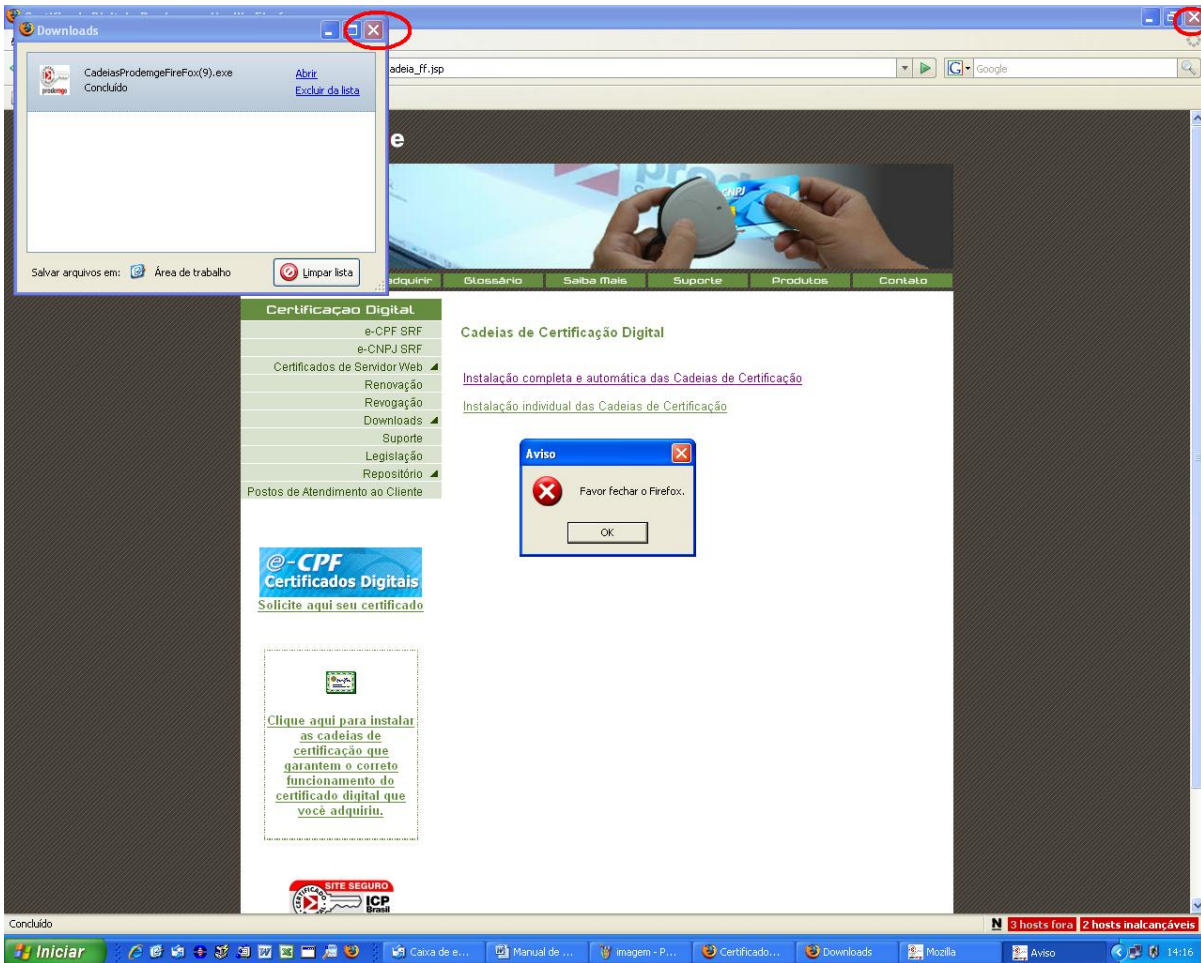 Downloads
CadeiasProdemgeFireFox(9).exe
Abrir
Concluído
Excluir da lista
prodemge
Salvar arquivos em:
Área de trabalho
Limpar lista
adeia_ff.jsp
G
Google
e
CNPJ
adquirir
Glossário
Saiba Mais
Suporte
Produtos
Contato
Certificaçao Digital
e-CPF SRF
e-CNPJ SRF
Certificados de Servidor Web
Renovação
Revogação
Downloads
Suporte
Legislação
Repositório
Postos de Atendimento ao Cliente
Cadeias de Certificação Digital
Instalação completa e automática das Cadeias de Certificação
Instalação individual das Cadeias de Certificação
Aviso
Favor fechar o Firefox.
OK
e-CPF
Certificados Digitais
Solicite aqui seu certificado
Clique aqui para instalar
as cadeias de
certificação que
garantem o correto
funcionamento do
certificado digital que
você adquiriu.
SITE SEGURO
CERTIFICADO
ICP
Brasil
Concluído
N
3 hosts fora
2 hosts inalcançáveis
Iniciar
Caixa de e...
Manual de ...
imagem - P...
Certificado...
Downloads
Mozilla
Aviso
14:16